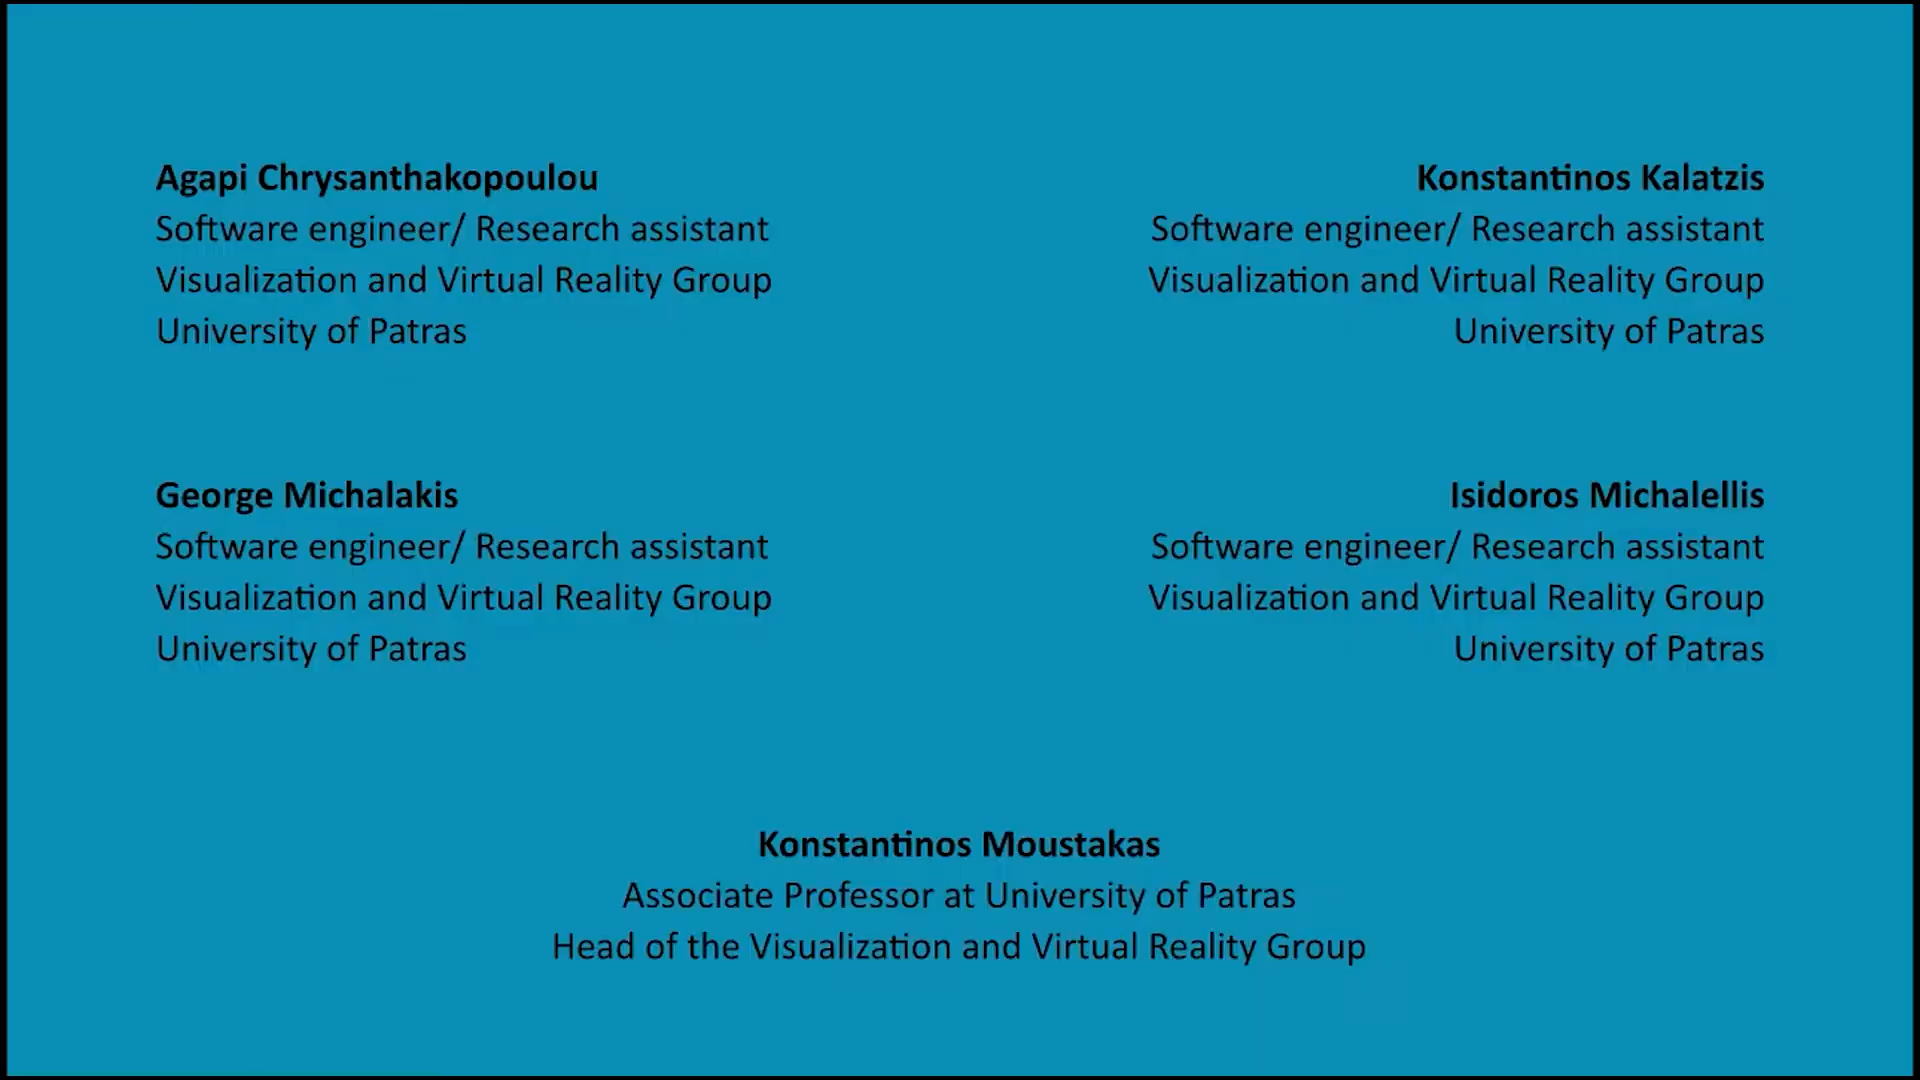 Agapi Chrysanthakopoulou
Software engineer/ Research assistant
Visualization and Virtual Reality Group
University of Patras
Konstantinos Kalatzis
Software engineer/ Research assistant
Visualization and Virtual Reality Group
University of Patras
George Michalakis
Software engineer/ Research assistant
Visualization and Virtual Reality Group
University of Patras
Isidoros Michalellis
Software engineer/ Research assistant
Visualization and Virtual Reality Group
University of Patras
Konstantinos Moustakas
Associate Professor at University of Patras
Head of the Visualization and Virtual Reality Group